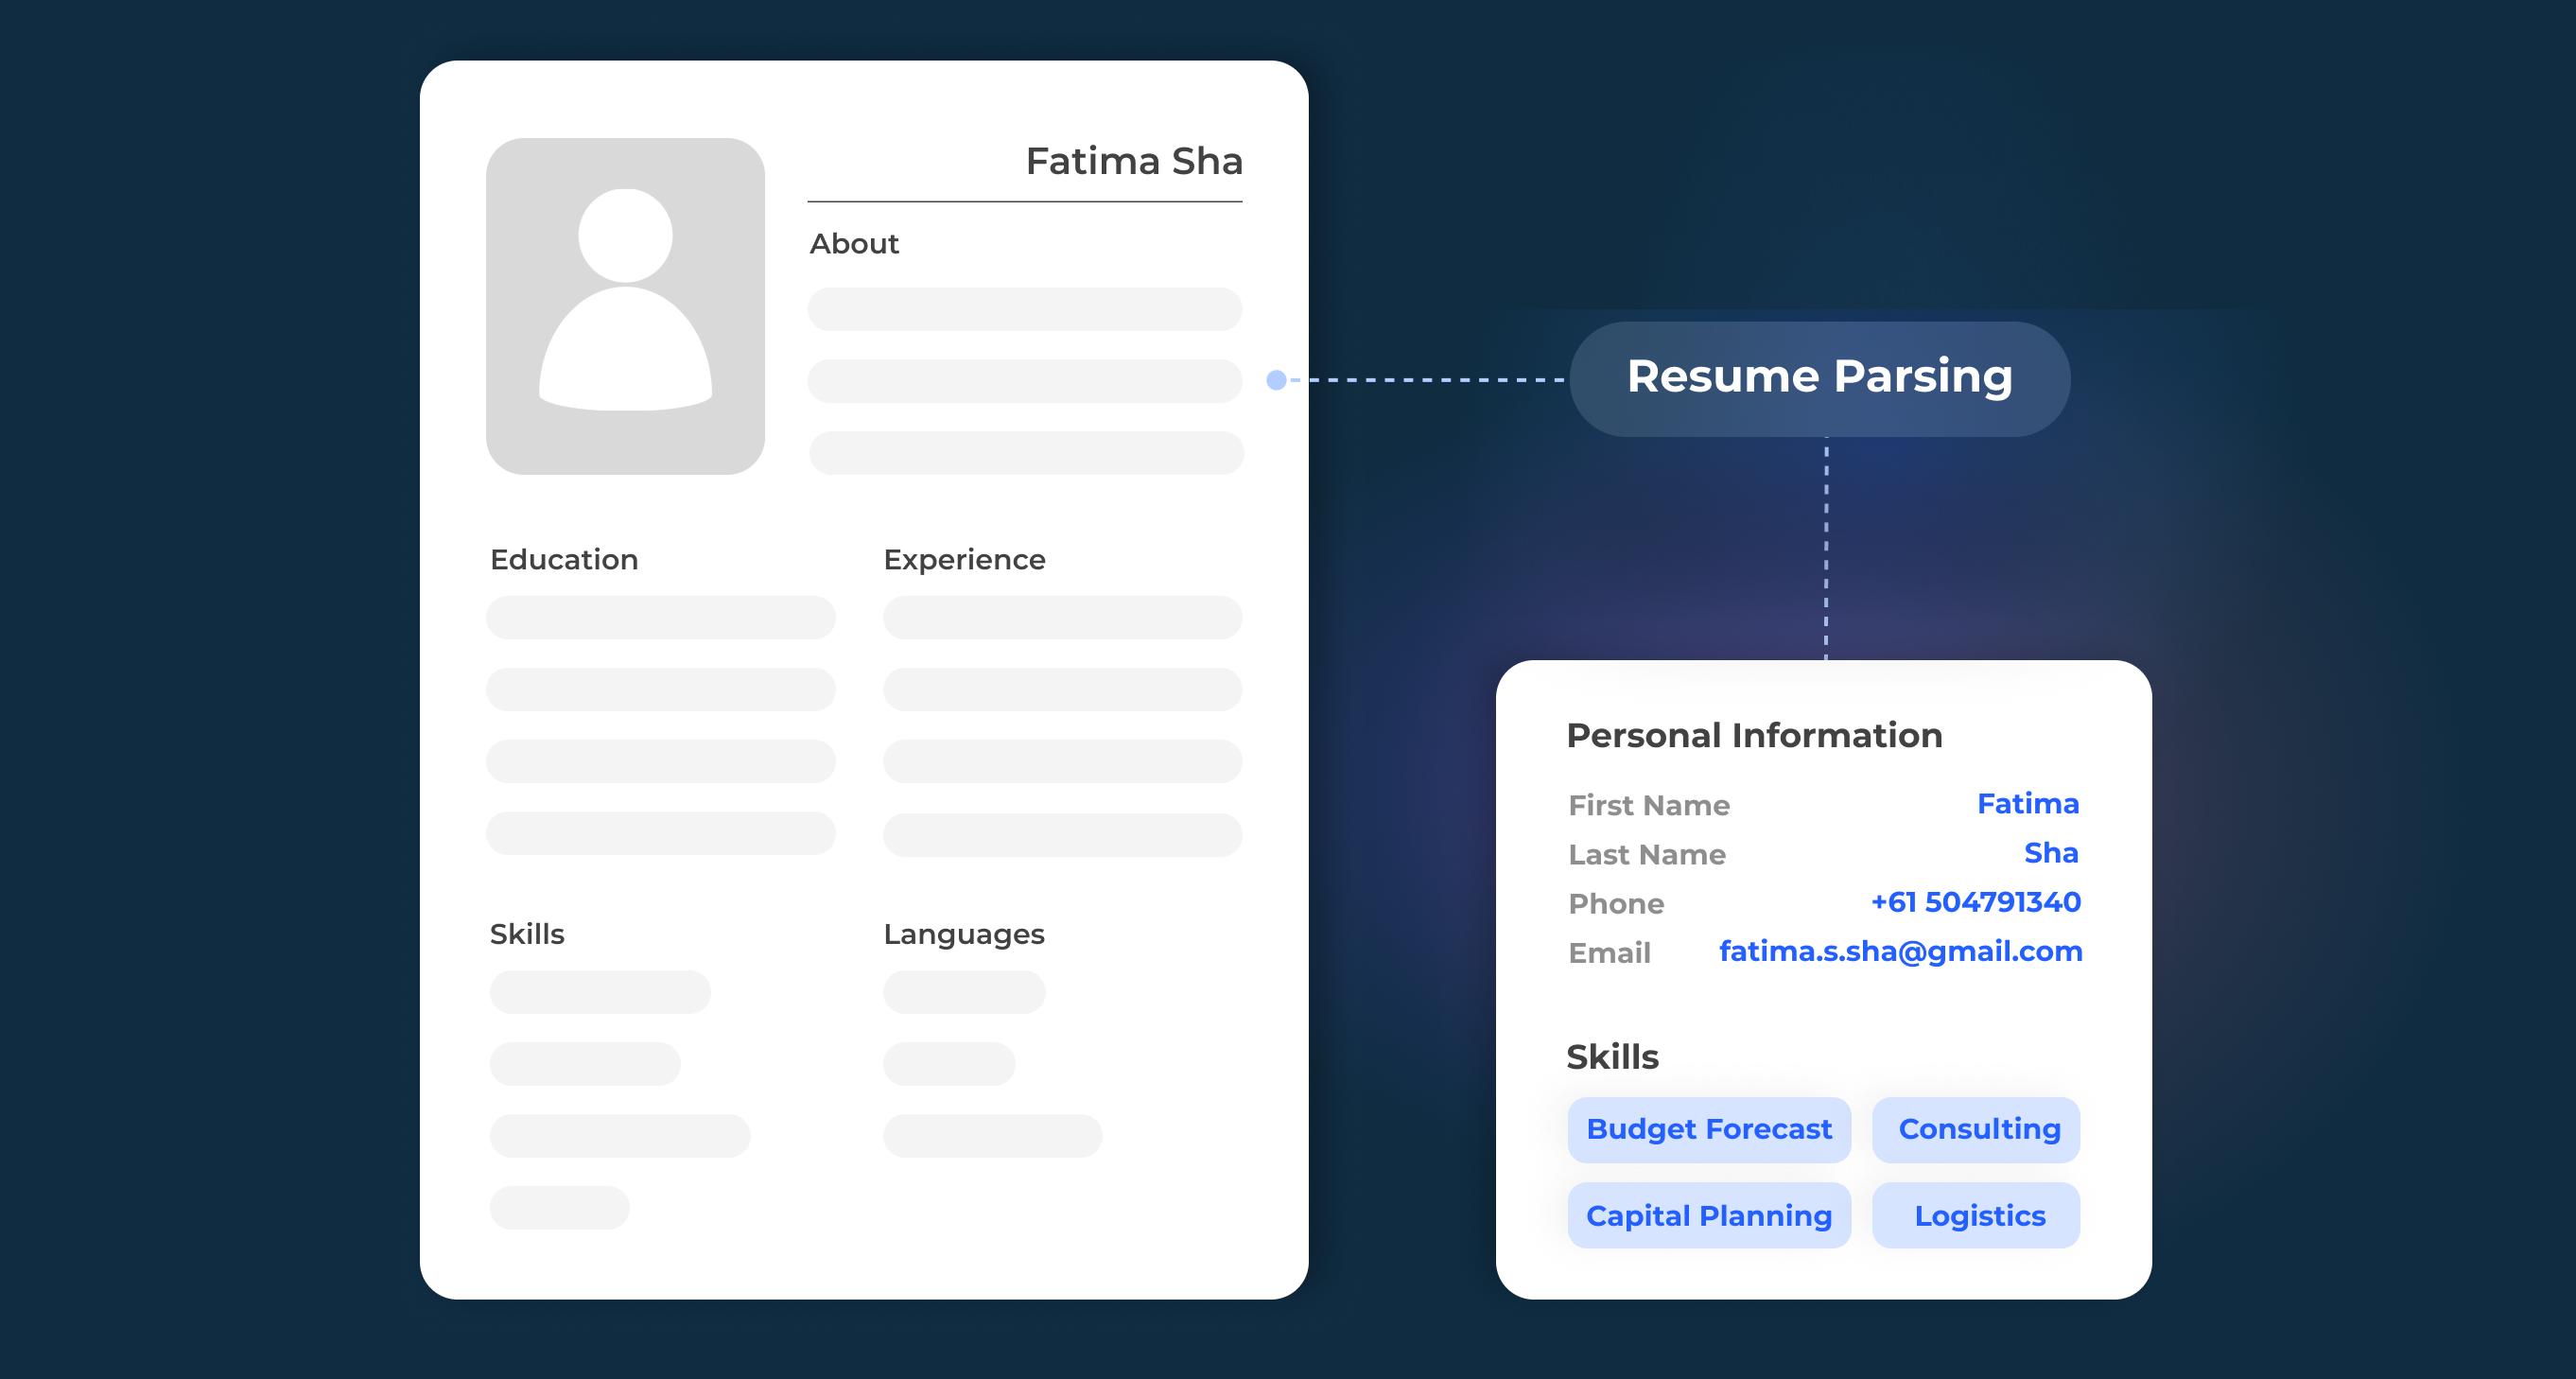 Fatima Sha
About
Education
Experience
Skills
Languages
Resume Parsing
Personal Information
First Name Fatima
Last Name Sha
Phone +61 504791340
Email fatima.s.sha@gmail.com
Skills
Budget Forecast Consulting
Capital Planning Logistics